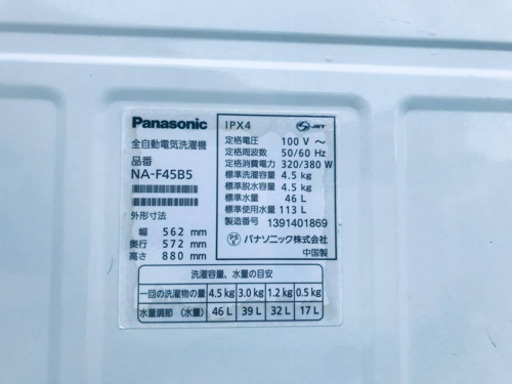 Panasonic
全自動電気洗濯機
品番
NA-F45B5
外形寸法
幅 562 mm
奥行 572 mm
高さ 880 mm
IPX4
JET
定格電圧 100 V ～
定格周波数 50/60 Hz
定格消費電力 320/380 W
標準洗濯容量 4.5 kg
標準脱水容量 4.5 kg
標準水量 46 L
標準使用水量 113 L
製造番号 1391401869
パナソニック株式会社
中国製
洗濯容量、水量の目安
一回の洗濯物の量 4.5 kg 3.0 kg 1.2 kg 0.5 kg
水量調節（水量） 46 L 39 L 32 L 17 L